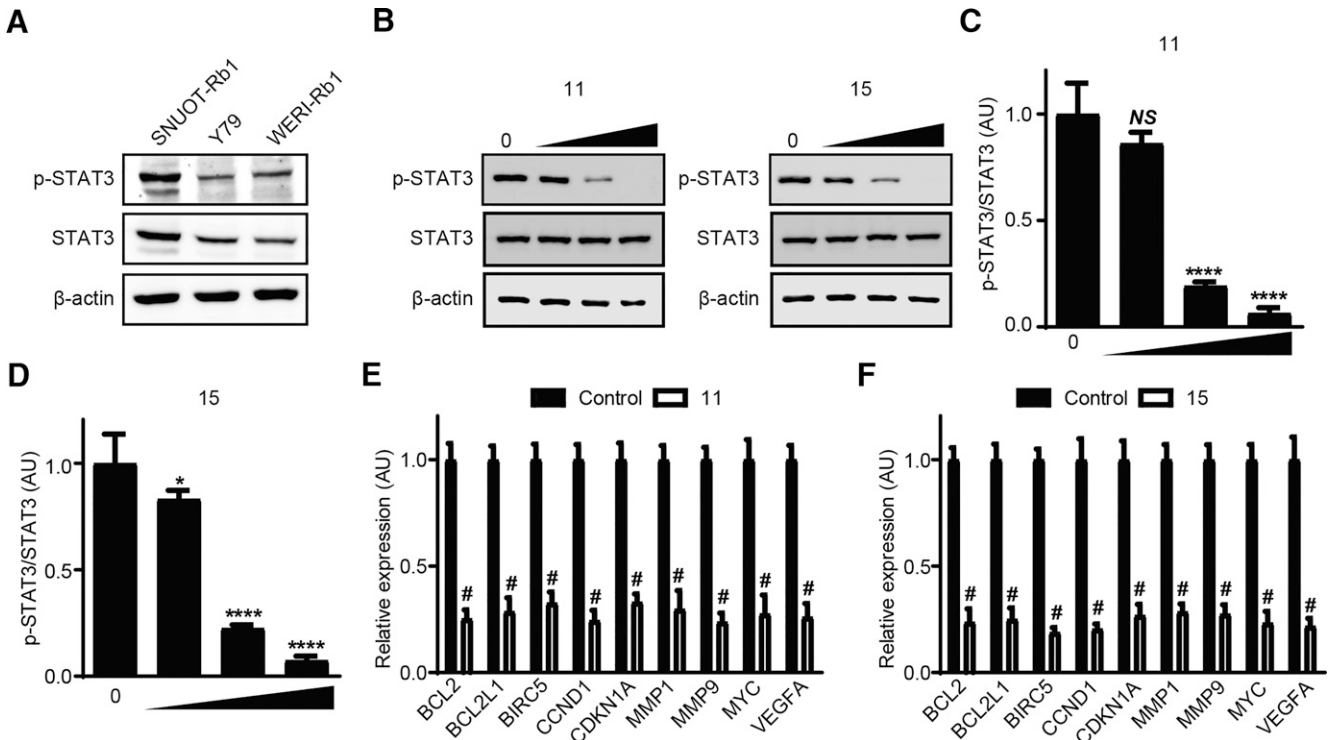 A
SNUOT-Rb1
Y79
WERI-Rb1
p-STAT3
STAT3
β-actin
B
11
0
p-STAT3
STAT3
β-actin
15
0
p-STAT3
STAT3
β-actin
C
11
p-STAT3/STAT3 (AU)
1.0
0.5
0.0
NS
****
****
0
D
15
p-STAT3/STAT3 (AU)
1.0
0.5
0.0
*
****
****
0
E
Control 11
Relative expression (AU)
1.0
0.5
0.0
# # # # # # # # #
BCL2
BCL2L1
BIRC5
CCND1
CDKN1A
MMP1
MMP9
MYC
VEGFA
F
Control 15
Relative expression (AU)
1.0
0.5
0.0
# # # # # # # # #
BCL2
BCL2L1
BIRC5
CCND1
CDKN1A
MMP1
MMP9
MYC
VEGFA